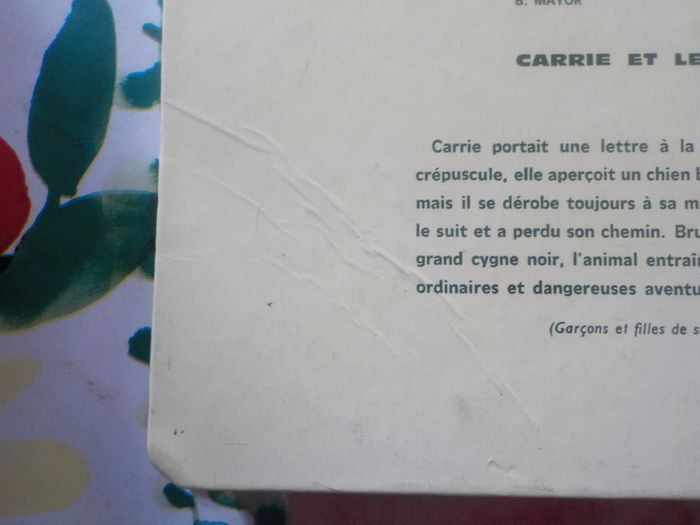 B. MAYOR
CARRIE ET LE
Carrie portait une lettre à la
crépuscule, elle aperçoit un chien b
mais il se dérobe toujours à sa m
le suit et a perdu son chemin. Bru
grand cygne noir, l'animal entraîn
ordinaires et dangereuses aventu
(Garçons et filles de s